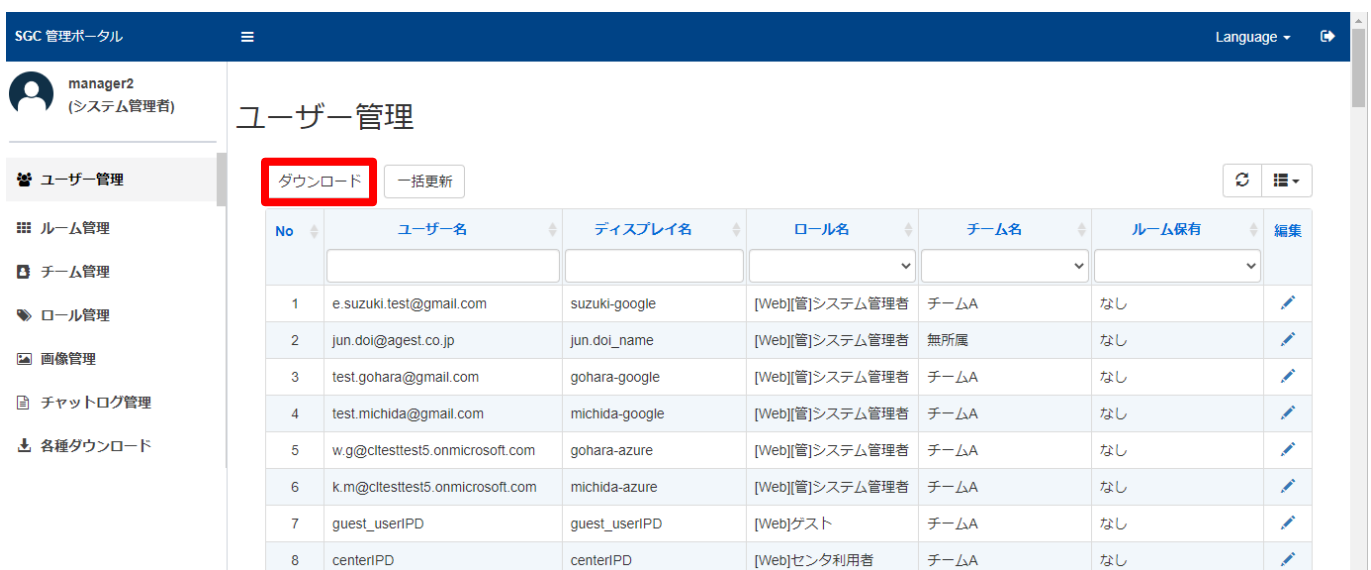 SGC 管理ポータル
Language
manager2
(システム管理者)
ユーザー管理
ルーム管理
チーム管理
ロール管理
画像管理
チャットログ管理
各種ダウンロード
ユーザー管理
ダウンロード 一括更新
No ユーザー名 ディスプレイ名 ロール名 チーム名 ルーム保有 編集
1 e.suzuki.test@gmail.com suzuki-google [Web][管]システム管理者 チームA なし
2 jun.doi@agest.co.jp jun.doi_name [Web][管]システム管理者 無所属 なし
3 test.gohara@gmail.com gohara-google [Web][管]システム管理者 チームA なし
4 test.michida@gmail.com michida-google [Web][管]システム管理者 チームA なし
5 w.g@cltesttest5.onmicrosoft.com gohara-azure [Web][管]システム管理者 チームA なし
6 k.m@cltesttest5.onmicrosoft.com michida-azure [Web][管]システム管理者 チームA なし
7 guest_userIPD guest_userIPD [Web]ゲスト チームA なし
8 centerIPD centerIPD [Web]センタ利用者 チームA なし